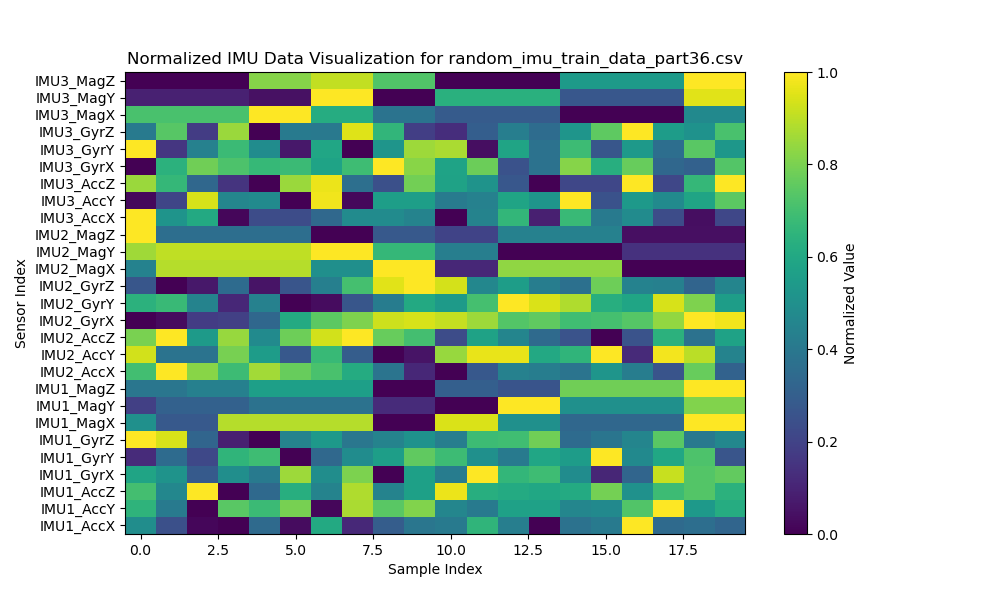 Normalized IMU Data Visualization for random_imu_train_data_part36.csv
IMU3_MagZ
IMU3_MagY
IMU3_MagX
IMU3_GyrZ
IMU3_GyrY
IMU3_GyrX
IMU3_AccZ
IMU3_AccY
IMU3_AccX
IMU2_MagZ
IMU2_MagY
IMU2_MagX
IMU2_GyrZ
IMU2_GyrY
IMU2_GyrX
IMU2_AccZ
IMU2_AccY
IMU2_AccX
IMU1_MagZ
IMU1_MagY
IMU1_MagX
IMU1_GyrZ
IMU1_GyrY
IMU1_GyrX
IMU1_AccZ
IMU1_AccY
IMU1_AccX
Sensor Index
0.0 2.5 5.0 7.5 10.0 12.5 15.0 17.5
Sample Index
1.0
0.8
0.6
0.4
0.2
0.0
Normalized Value